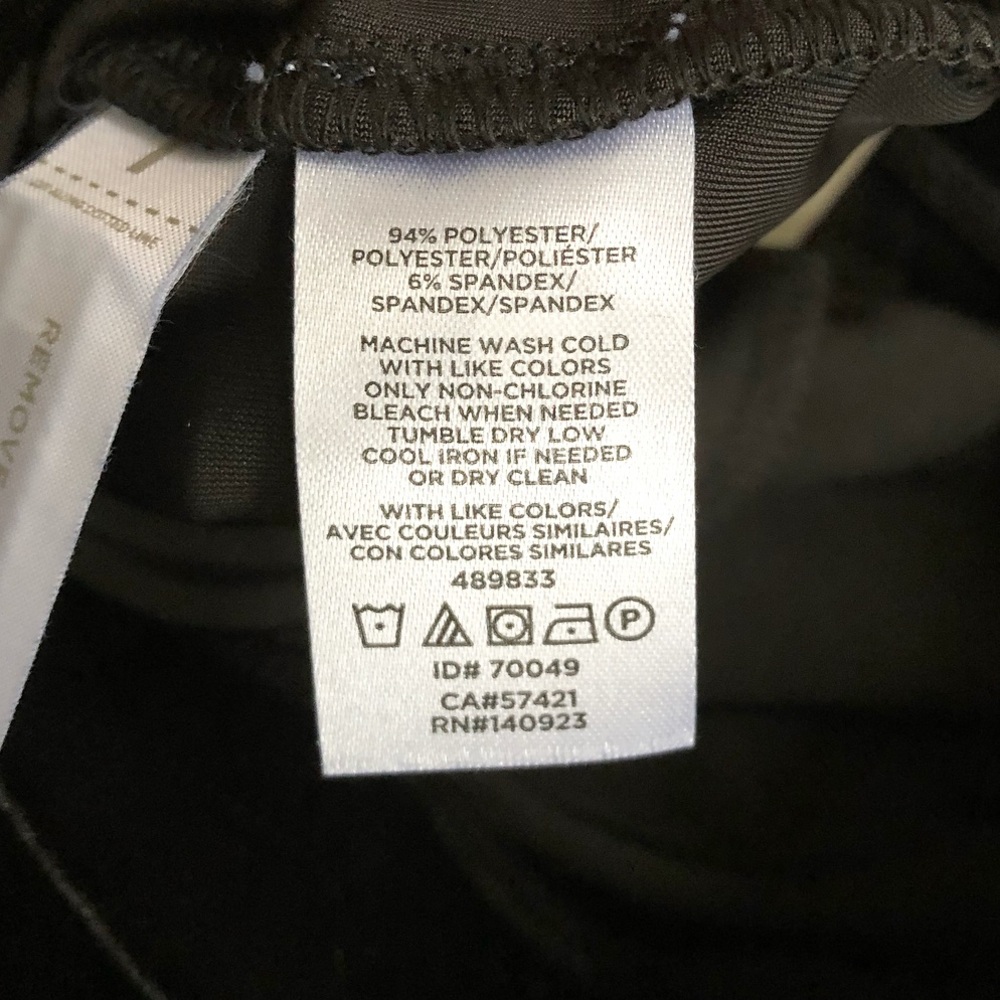 94% POLYESTER/
POLYESTER/POLIÉSTER
6% SPANDEX/
SPANDEX/SPANDEX
MACHINE WASH COLD
WITH LIKE COLORS
ONLY NON-CHLORINE
BLEACH WHEN NEEDED
TUMBLE DRY LOW
COOL IRON IF NEEDED
OR DRY CLEAN
WITH LIKE COLORS/
AVEC COULEURS SIMILAIRES/
CON COLORES SIMILARES
489833
P
ID# 70049
CA#57421
RN#140923
DOTTED LINE
REMOVE